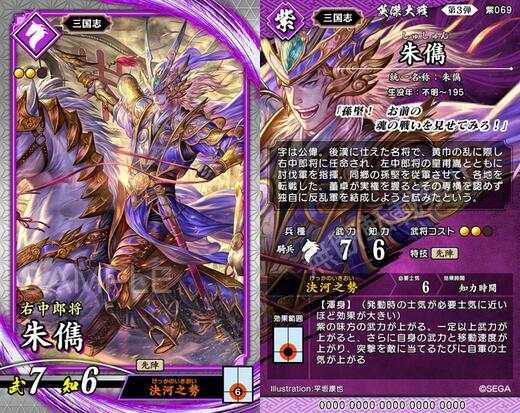 三国志
右中郎将
朱儁
先陣
武7 知6
けっかのいきおい
決河之勢
6
紫
三国志
英傑大戦
第3弾
紫069
しゅしゅん
朱儁
統一名称:朱儁
生没年:不明~195
「孫堅! お前の
魂の戦いを見せてみろ!」
字は公偉。後漢に仕えた名将で、黄巾の乱に際し
右中郎将に任命され、左中郎将の皇甫嵩とともに
討伐軍を指揮、同郷の孫堅を従軍させて、各地を
転戦した。董卓が実権を握るとその専横を認めず
独自に反乱軍を結成しようと試みたという。
兵種 武力 知力 武将コスト
騎兵 7 6 特技 先陣
けっかのいきおい 必要士気 効果時間
決河之勢 6 知力時間
効果範囲
【渾身】(発動時の士気が必要士気に近い
ほど効果が大きい)
紫の味方の武力が上がる。一定以上武力が
上がると、さらに自身の武力と移動速度が
上がり、突撃を敵に当てるたびに自軍の士
気が上がる
Illustration:平坂康也
©SEGA
0000 0000 0000 0000 0000